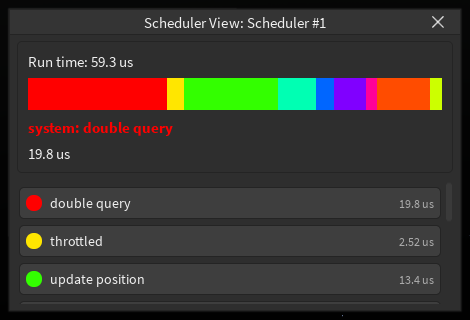 Scheduler View: Scheduler #1
Run time: 59.3 us
system: double query
19.8 us
double query 19.8 us
throttled 2.52 us
update position 13.4 us